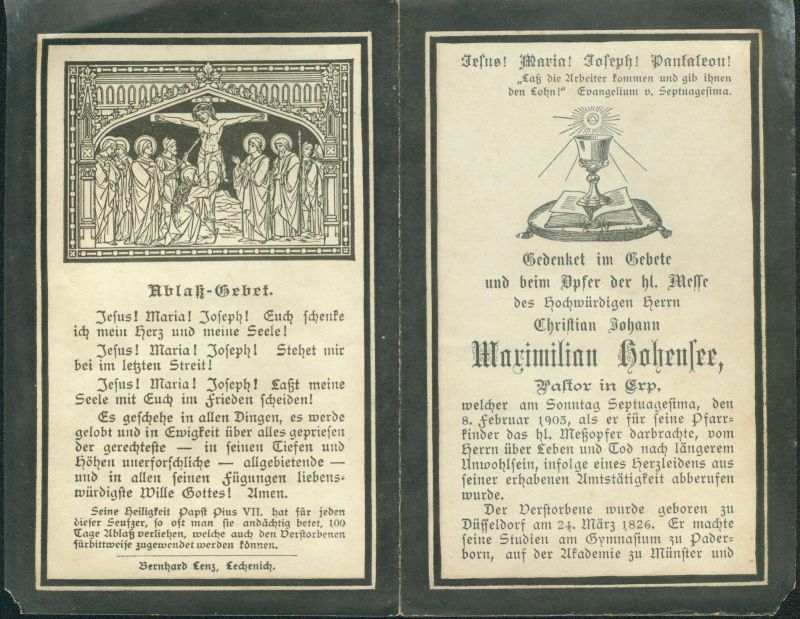 Ablaß-Gebet.
Jesus! Maria! Joseph! Euch schenke
ich mein Herz und meine Seele!
Jesus! Maria! Joseph! Stehet mir
bei im letzten Streit!
Jesus! Maria! Joseph! Laßt meine
Seele mit Euch im Frieden scheiden!
Es geschehe in allen Dingen, es werde
gelobt und in Ewigkeit über alles gepriesen
der gerechteste — in seinen Tiefen und
Höhen unerforschliche — allgebietende —
und in allen seinen Fügungen liebens-
würdigste Wille Gottes! Amen.
Seine Heiligkeit Papst Pius VII. hat für jeden
dieser Seufzer, so oft man sie andächtig betet, 100
Tage Ablaß verliehen, welche auch den Verstorbenen
fürbittweise zugewendet werden können.
Bernhard Lenz, Lechenich.
Jesus! Maria! Joseph! Pantaleon!
„Laß die Arbeiter kommen und gib ihnen
den Lohn!" Evangelium v. Septuagesima.
Gedenket im Gebete
und beim Opfer der hl. Messe
des Hochwürdigen Herrn
Christian Johann
Maximilian Hohensee,
Pastor in Erp,
welcher am Sonntag Septuagesima, den
8. Februar 1903, als er für seine Pfarr-
kinder das hl. Meßopfer darbrachte, vom
Herrn über Leben und Tod nach längerem
Unwohlsein, infolge eines Herzleidens aus
seiner erhabenen Amtstätigkeit abberufen
wurde.
Der Verstorbene wurde geboren zu
Düsseldorf am 24. März 1826. Er machte
seine Studien am Gymnasium zu Pader-
born, auf der Akademie zu Münster und